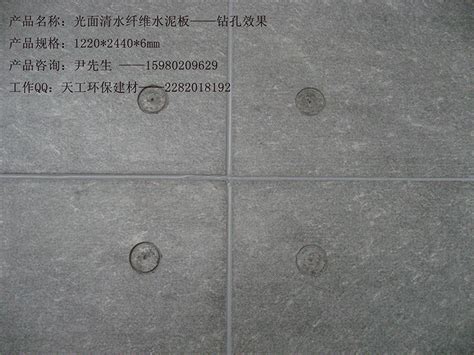 产品名称：光面清水纤维水泥板——钻孔效果
产品规格：1220*2440*6mm
产品咨询：尹先生 ——15980209629
工作QQ：天工环保建材——2282018192